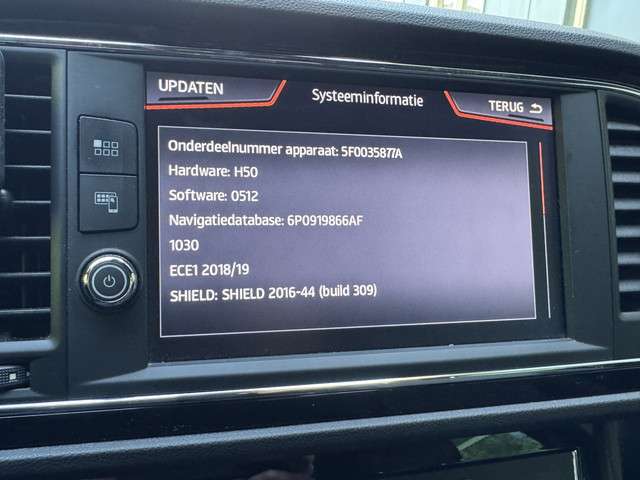 UPDATEN
Systeeminformatie
TERUG
Onderdeelnummer apparaat: 5F0035877A
Hardware: H50
Software: 0512
Navigatiedatabase: 6P0919866AF
1030
ECE1 2018/19
SHIELD: SHIELD 2016-44 (build 309)